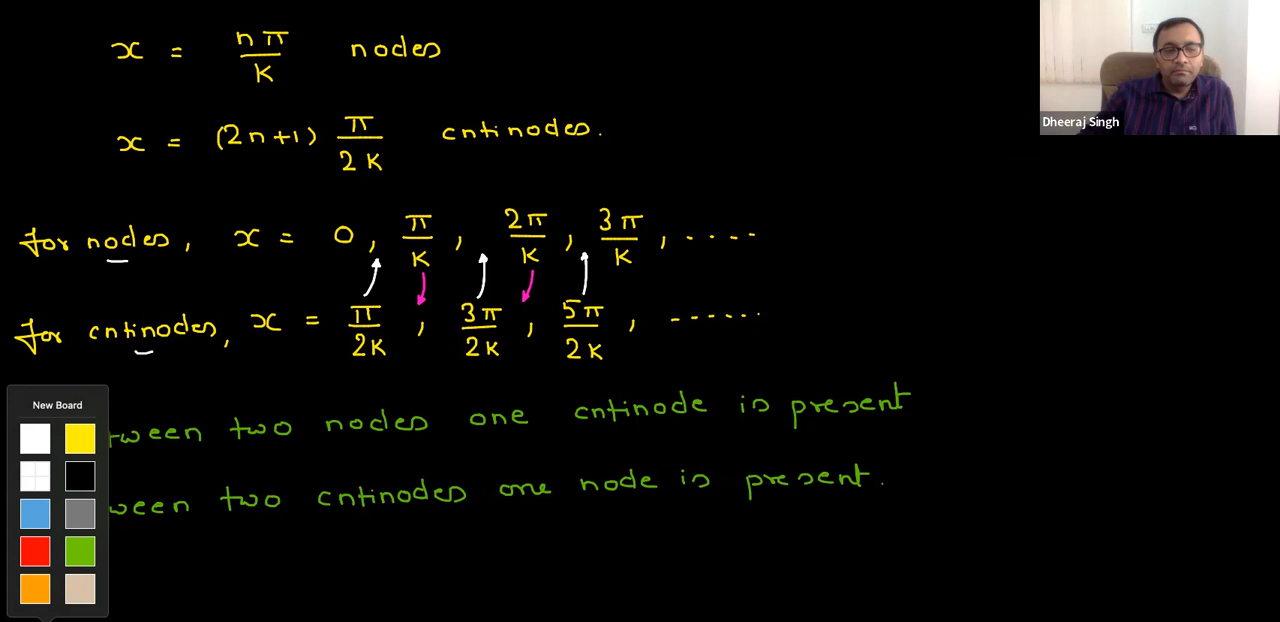 x = nπ/K nodes
Dheeraj Singh
x = (2n+1) π/2K antinodes.
for nodes, x = 0, π/K, 2π/K, 3π/K, ....
for antinodes, x = π/2K, 3π/2K, 5π/2K, ......
New Board
tween two nodes one antinode is present
ween two antinodes one node is present.